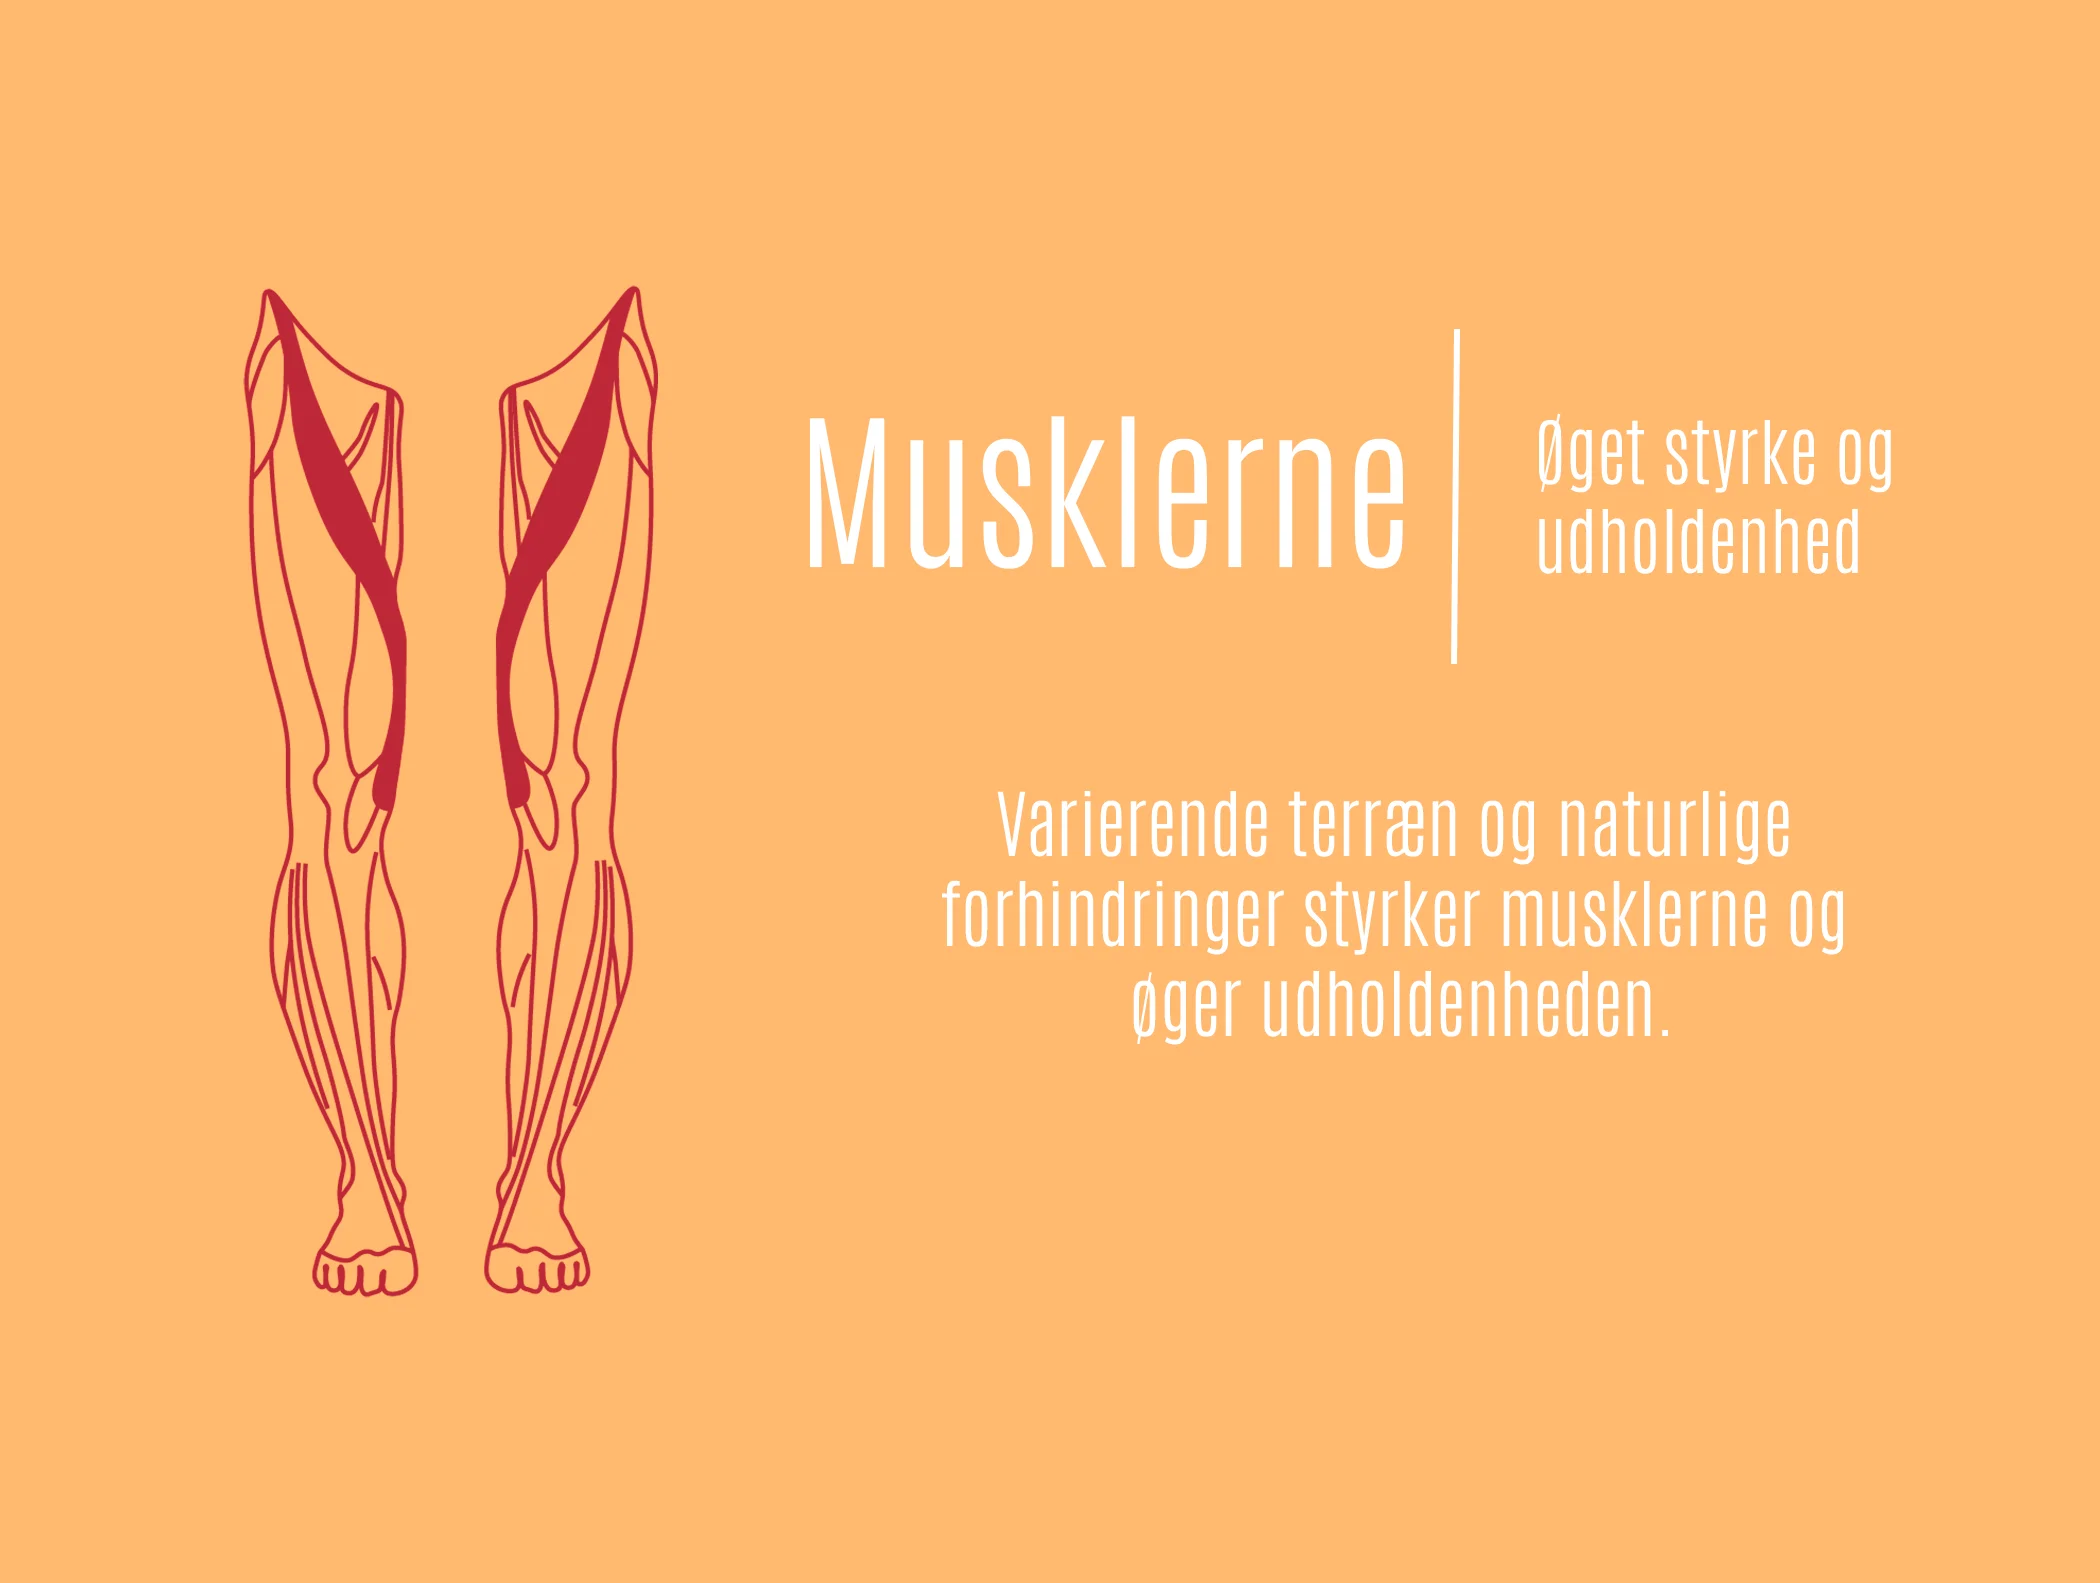 Musklerne
Øget styrke og
udholdenhed
Varierende terræn og naturlige
forhindringer styrker musklerne og
øger udholdenheden.